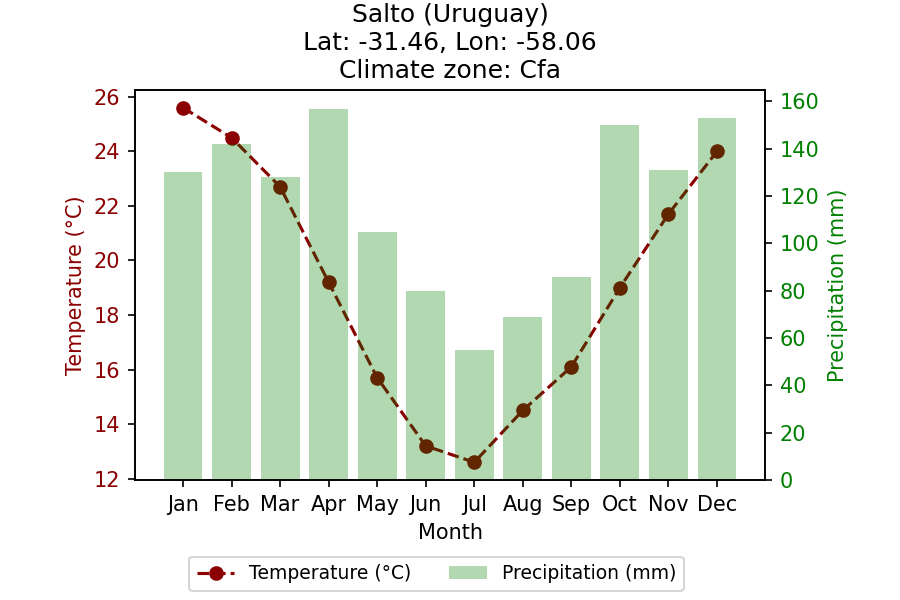 Salto (Uruguay)
Lat: -31.46, Lon: -58.06
Climate zone: Cfa
26
24
22
20
18
16
14
12
Temperature (°C)
160
140
120
100
80
60
40
20
0
Precipitation (mm)
Jan Feb Mar Apr May Jun Jul Aug Sep Oct Nov Dec
Month
Temperature (°C) Precipitation (mm)